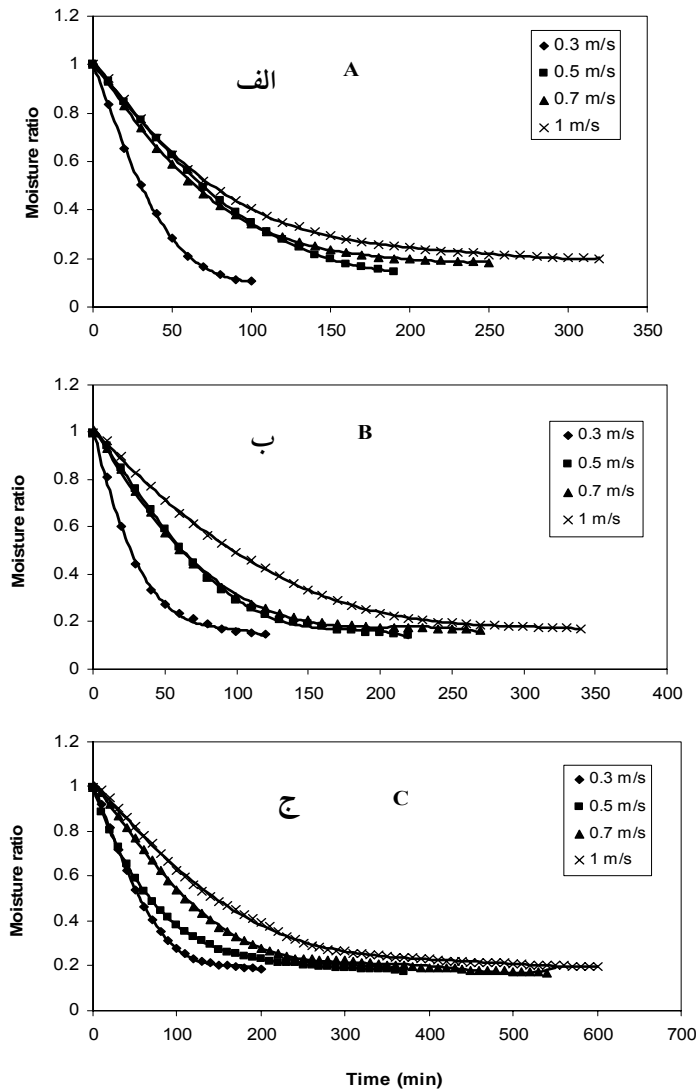 1.2
1
0.8
0.6
0.4
0.2
0
Moisture ratio
الف A
0.3 m/s
0.5 m/s
0.7 m/s
1 m/s
0 50 100 150 200 250 300 350
1.2
1
0.8
0.6
0.4
0.2
0
Moisture ratio
ب B
0.3 m/s
0.5 m/s
0.7 m/s
1 m/s
0 50 100 150 200 250 300 350 400
1.2
1
0.8
0.6
0.4
0.2
0
Moisture ratio
ج C
0.3 m/s
0.5 m/s
0.7 m/s
1 m/s
0 100 200 300 400 500 600 700
Time (min)